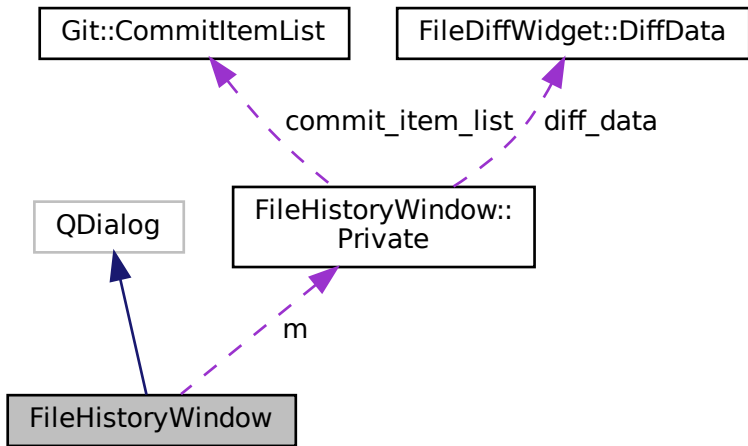 Git::CommitItemList
FileDiffWidget::DiffData
commit_item_list
diff_data
QDialog
FileHistoryWindow::
Private
m
FileHistoryWindow